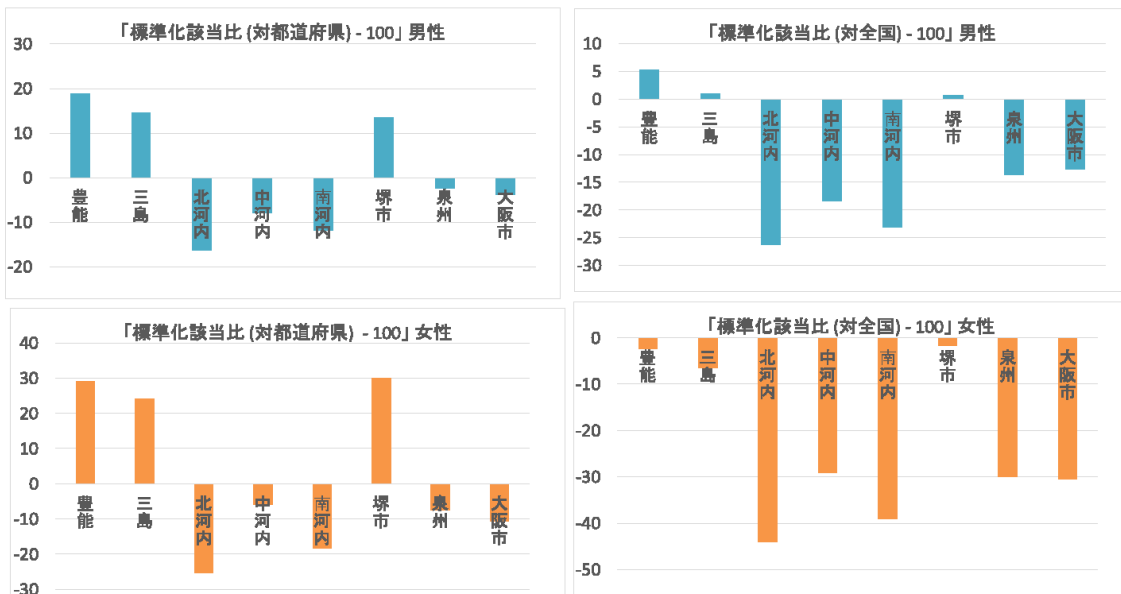 「標準化該当比 (対都道府県) - 100」 男性
30
20
10
0
-10
-20
豊能
三島
北河内
中河内
南河内
堺市
泉州
大阪市
「標準化該当比 (対全国) - 100」 男性
10
5
0
-5
-10
-15
-20
-25
-30
豊能
三島
北河内
中河内
南河内
堺市
泉州
大阪市
「標準化該当比 (対都道府県) - 100」 女性
40
30
20
10
0
-10
-20
-30
豊能
三島
北河内
中河内
南河内
堺市
泉州
大阪市
「標準化該当比 (対全国) - 100」 女性
-0
-10
-20
-30
-40
-50
豊能
三島
北河内
中河内
南河内
堺市
泉州
大阪市